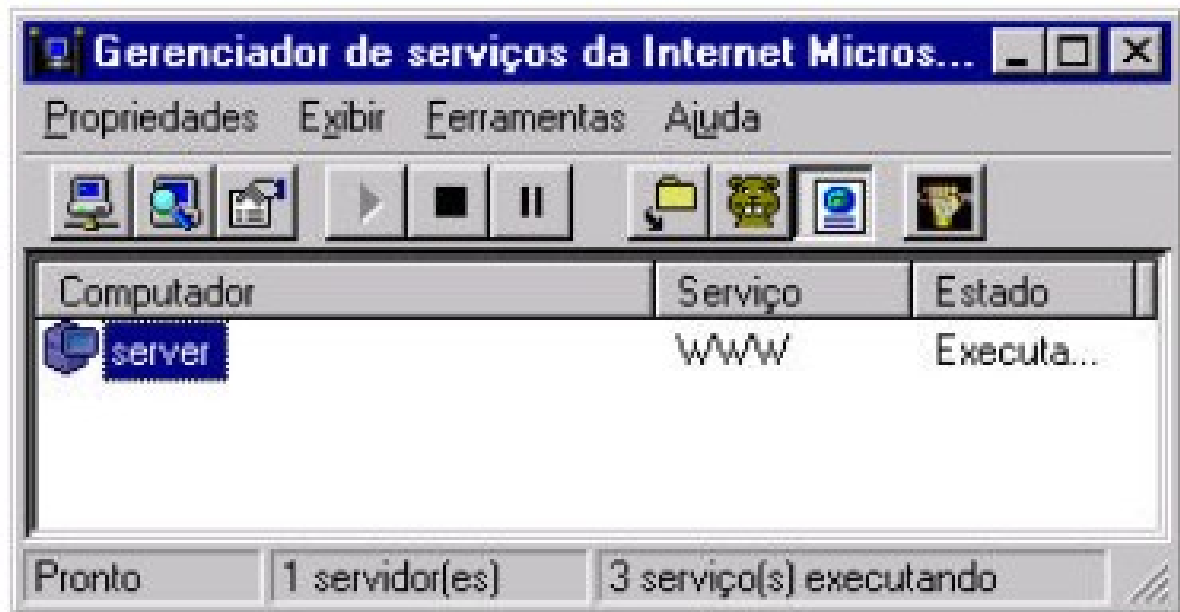 Gerenciador de serviços da Internet Micros...
Propriedades Exibir Ferramentas Ajuda
Computador Serviço Estado
server WWW Executa...
Pronto 1 servidor(es) 3 serviço(s) executando